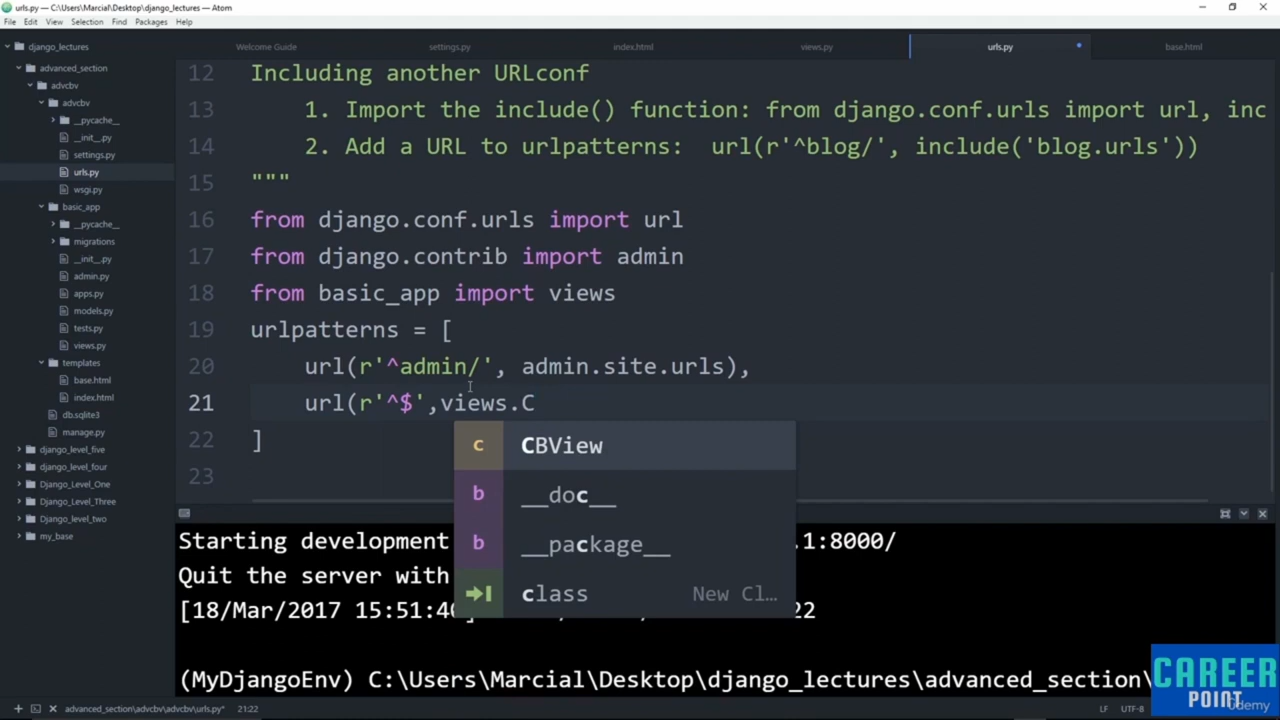 urls.py — C:\Users\Marcial\Desktop\django_lectures — Atom
File Edit View Selection Find Packages Help
django_lectures
advanced_section
advcbv
advcbv
__pycache__
__init__.py
settings.py
urls.py
wsgi.py
basic_app
__pycache__
migrations
__init__.py
admin.py
apps.py
models.py
tests.py
views.py
templates
base.html
index.html
db.sqlite3
manage.py
django_level_five
django_level_four
Django_Level_One
Django_Level_Three
Django_level_two
my_base
Welcome Guide settings.py index.html views.py urls.py base.html
12 Including another URLconf
13 1. Import the include() function: from django.conf.urls import url, inc
14 2. Add a URL to urlpatterns: url(r'^blog/', include('blog.urls'))
15 """
16 from django.conf.urls import url
17 from django.contrib import admin
18 from basic_app import views
19 urlpatterns = [
20 url(r'^admin/', admin.site.urls),
21 url(r'^$',views.C
22 ]
23
c CBView
b __doc__
b __package__
class New Cl…
Starting development .1:8000/
Quit the server with
[18/Mar/2017 15:51:40] 22
(MyDjangoEnv) C:\Users\Marcial\Desktop\django_lectures\advanced_section\
CAREER
POINT
Udemy
advanced_section\advcbv\advcbv\urls.py* 21:22 LF UTF-8